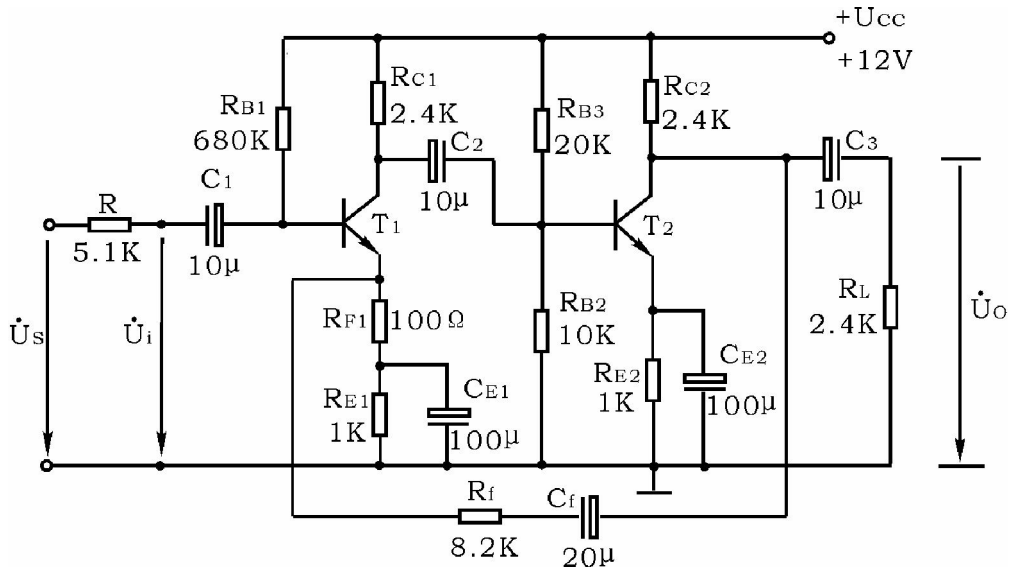 +Ucc
+12V
RC1
2.4K
RC2
2.4K
RB1
680K
RB3
20K
C2
10μ
C3
10μ
C1
10μ
R
5.1K
T1
T2
U̇s
U̇i
RF1
100Ω
RB2
10K
RL
2.4K
U̇o
RE1
1K
CE1
100μ
RE2
1K
CE2
100μ
Rf
8.2K
Cf
20μ